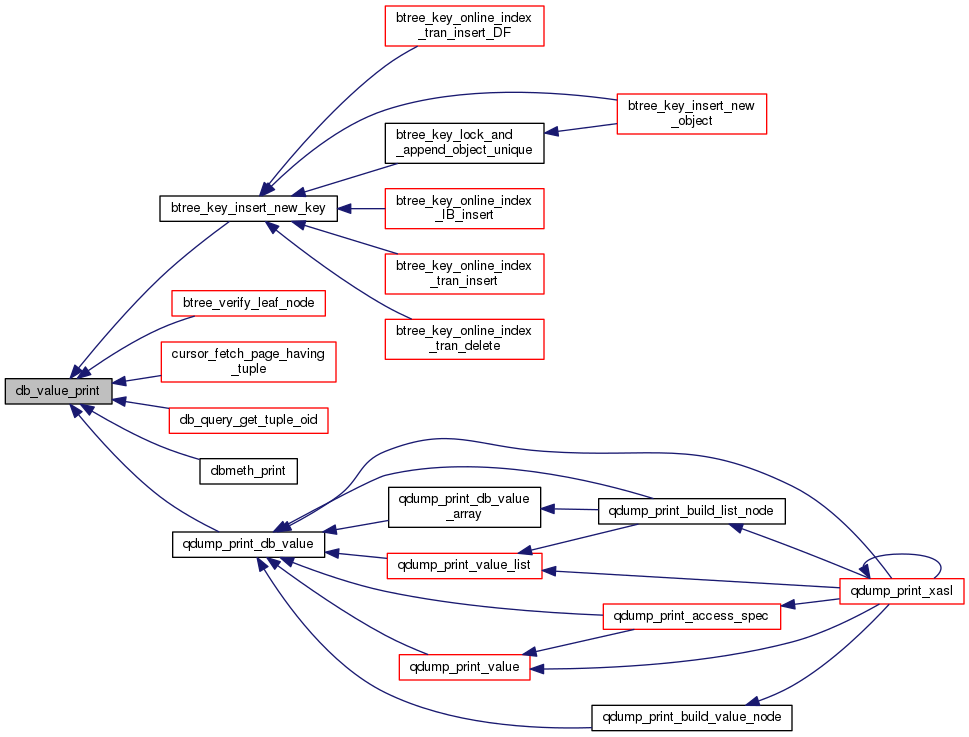 btree_key_online_index
_tran_insert_DF
btree_key_insert_new
_object
btree_key_lock_and
_append_object_unique
btree_key_insert_new_key
btree_key_online_index
_IB_insert
btree_key_online_index
_tran_insert
btree_verify_leaf_node
btree_key_online_index
_tran_delete
cursor_fetch_page_having
_tuple
db_value_print
db_query_get_tuple_oid
dbmeth_print
qdump_print_db_value
_array
qdump_print_build_list_node
qdump_print_db_value
qdump_print_value_list
qdump_print_xasl
qdump_print_access_spec
qdump_print_value
qdump_print_build_value_node